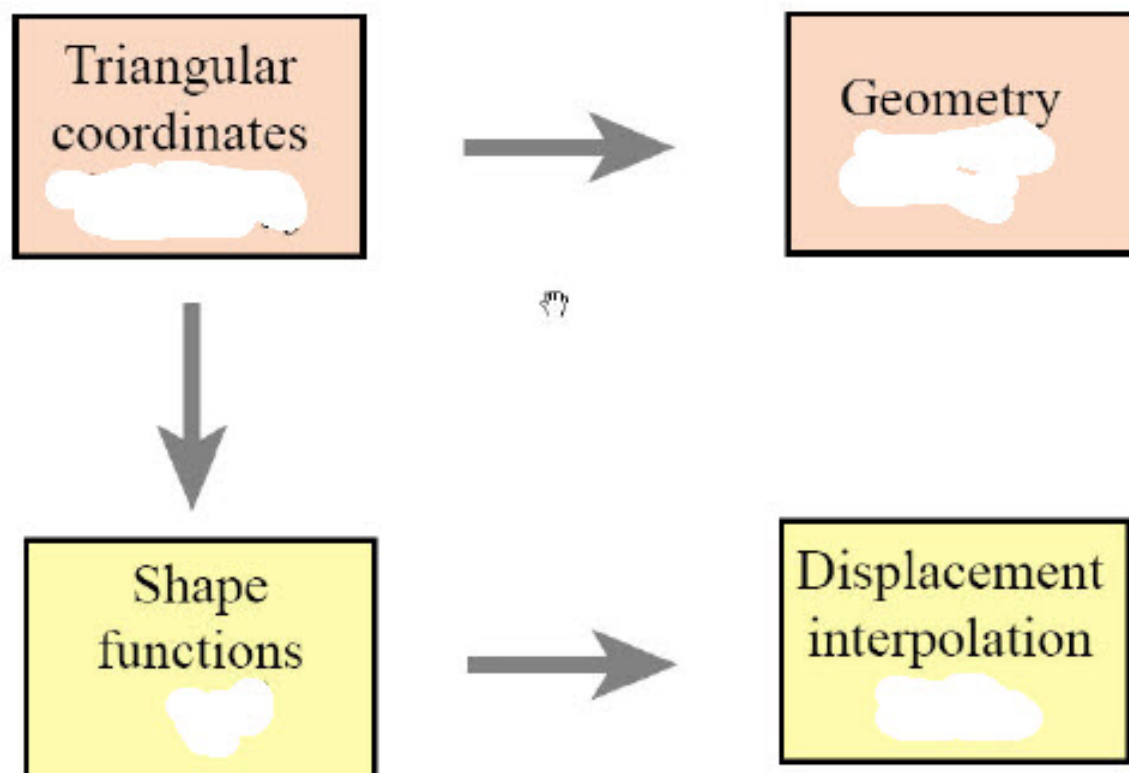 Triangular
coordinates
Geometry
Shape
functions
Displacement
interpolation